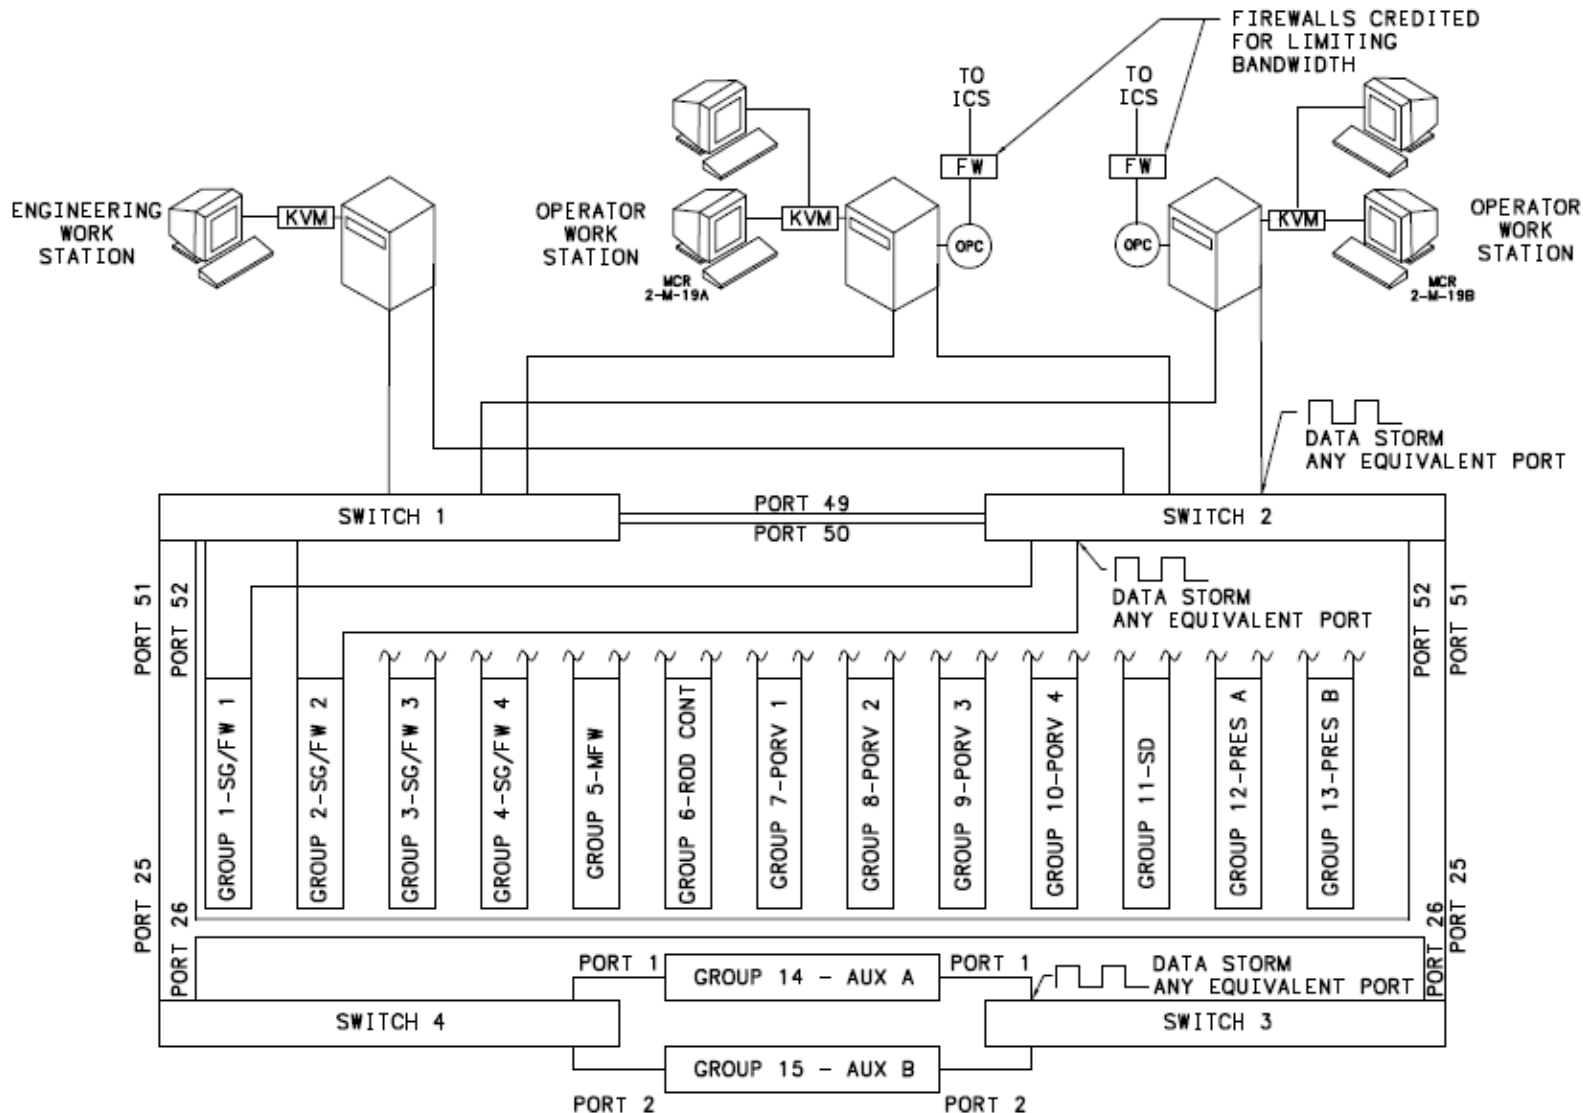 FIREWALLS CREDITED
FOR LIMITING
BANDWIDTH
TO
ICS
TO
ICS
FW
FW
ENGINEERING
WORK
STATION
KVM
OPERATOR
WORK
STATION
MCR
2-M-19A
KVM
OPC
OPC
KVM
OPERATOR
WORK
STATION
MCR
2-M-19B
DATA STORM
ANY EQUIVALENT PORT
SWITCH 1
PORT 49
PORT 50
SWITCH 2
DATA STORM
ANY EQUIVALENT PORT
PORT 51
PORT 52
PORT 52
PORT 51
GROUP 1-SG/FW 1
GROUP 2-SG/FW 2
GROUP 3-SG/FW 3
GROUP 4-SG/FW 4
GROUP 5-MFW
GROUP 6-ROD CONT
GROUP 7-PORV 1
GROUP 8-PORV 2
GROUP 9-PORV 3
GROUP 10-PORV 4
GROUP 11-SD
GROUP 12-PRES A
GROUP 13-PRES B
PORT 25
PORT 26
PORT 26
PORT 25
PORT 1
GROUP 14 - AUX A
PORT 1
DATA STORM
ANY EQUIVALENT PORT
SWITCH 4
SWITCH 3
GROUP 15 - AUX B
PORT 2
PORT 2